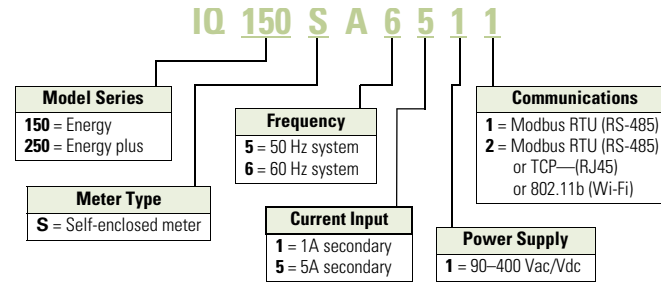 IQ 150 S A 6 5 1 1
Model Series
150 = Energy
250 = Energy plus
Meter Type
S = Self-enclosed meter
Frequency
5 = 50 Hz system
6 = 60 Hz system
Current Input
1 = 1A secondary
5 = 5A secondary
Power Supply
1 = 90–400 Vac/Vdc
Communications
1 = Modbus RTU (RS-485)
2 = Modbus RTU (RS-485)
or TCP—(RJ45)
or 802.11b (Wi-Fi)